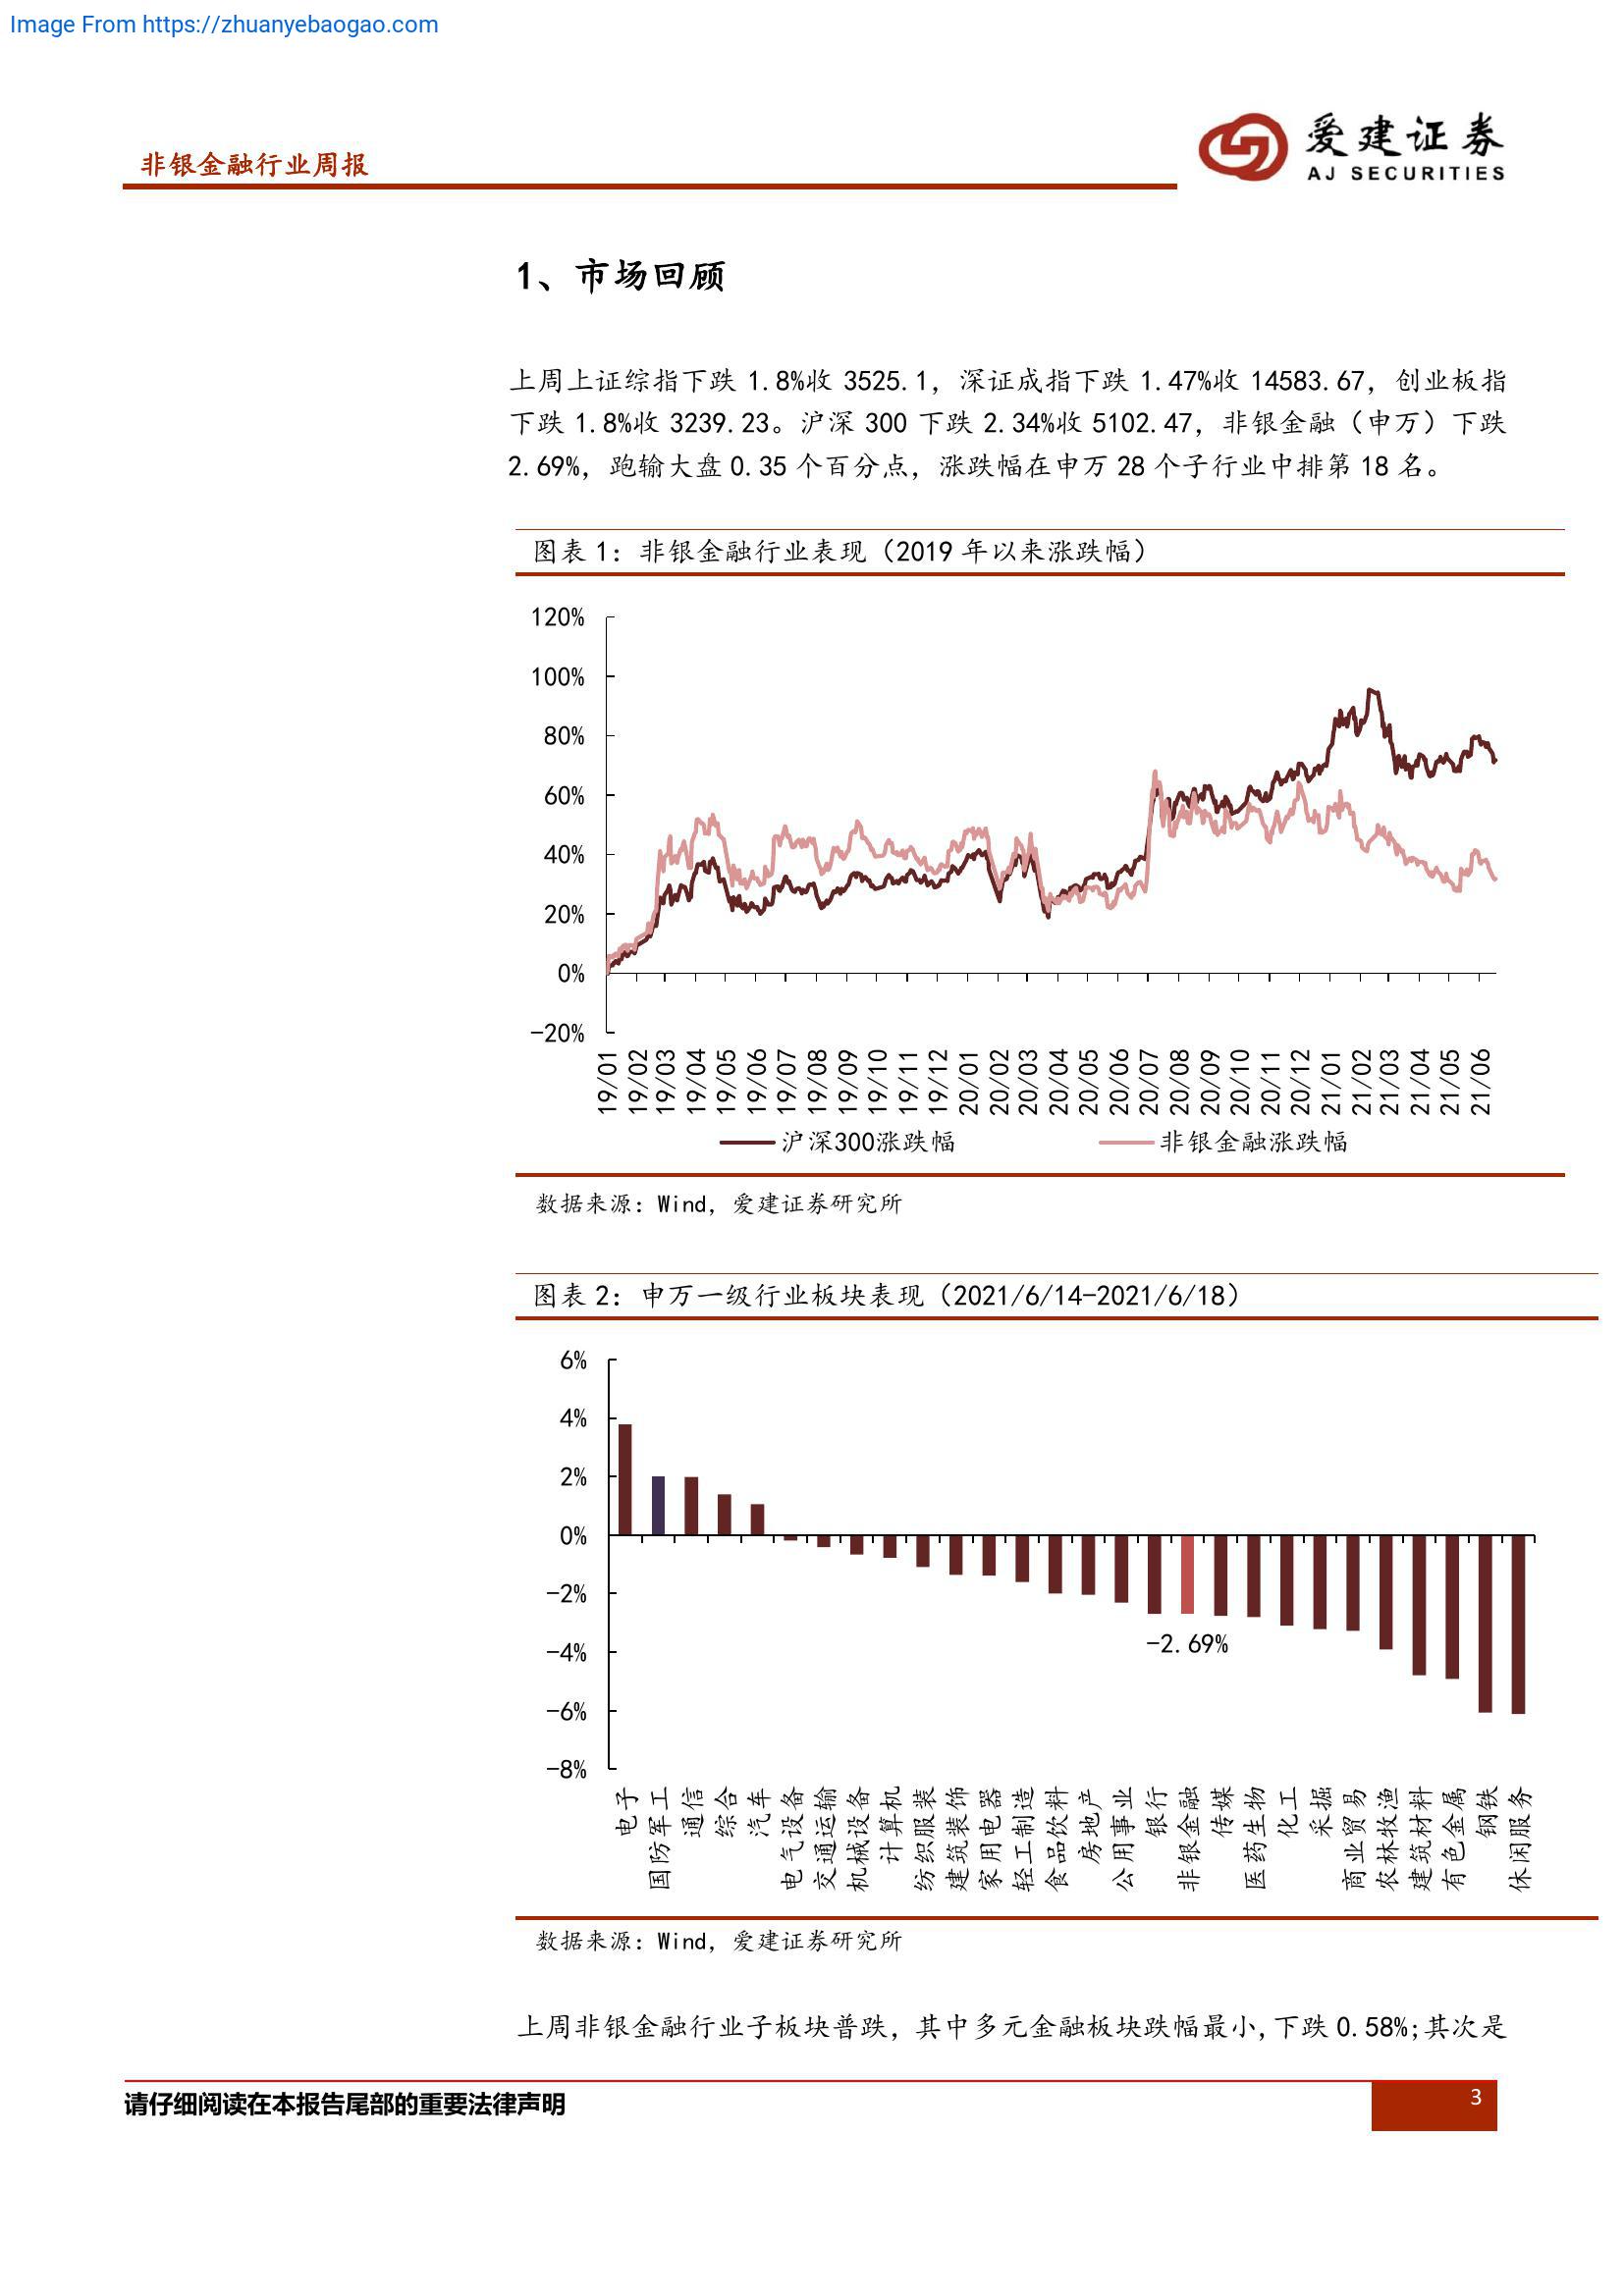 Image From https://zhuanyebaogao.com
非银金融行业周报
爱建证券
AJ SECURITIES
1、市场回顾
上周上证综指下跌 1.8%收 3525.1，深证成指下跌 1.47%收 14583.67，创业板指
下跌 1.8%收 3239.23。沪深 300 下跌 2.34%收 5102.47，非银金融（申万）下跌
2.69%，跑输大盘 0.35 个百分点，涨跌幅在申万 28 个子行业中排第 18 名。
图表 1：非银金融行业表现（2019 年以来涨跌幅）
120%
100%
80%
60%
40%
20%
0%
-20%
19/01
19/02
19/03
19/04
19/05
19/06
19/07
19/08
19/09
19/10
19/11
19/12
20/01
20/02
20/03
20/04
20/05
20/06
20/07
20/08
20/09
20/10
20/11
20/12
21/01
21/02
21/03
21/04
21/05
21/06
沪深300涨跌幅
非银金融涨跌幅
数据来源：Wind，爱建证券研究所
图表 2：申万一级行业板块表现（2021/6/14-2021/6/18）
6%
4%
2%
0%
-2%
-4%
-6%
-8%
-2.69%
电子
国防军工
通信
综合
汽车
电气设备
交通运输
机械设备
计算机
纺织服装
建筑装饰
家用电器
轻工制造
食品饮料
房地产
公用事业
银行
非银金融
传媒
医药生物
化工
采掘
商业贸易
农林牧渔
建筑材料
有色金属
钢铁
休闲服务
数据来源：Wind，爱建证券研究所
上周非银金融行业子板块普跌，其中多元金融板块跌幅最小,下跌 0.58%;其次是
请仔细阅读在本报告尾部的重要法律声明
3